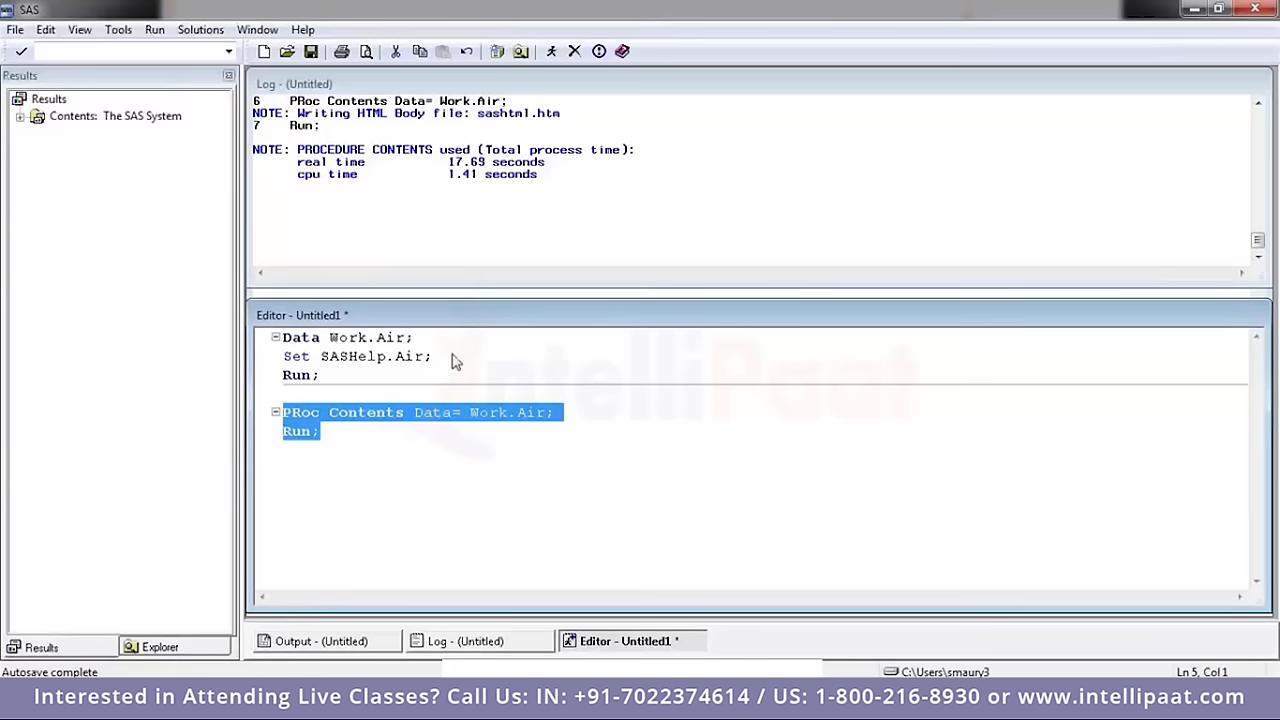 SAS
File Edit View Tools Run Solutions Window Help
Results
Results
Contents: The SAS System
Log - (Untitled)
6 PRoc Contents Data= Work.Air;
NOTE: Writing HTML Body file: sashtml.htm
7 Run;
NOTE: PROCEDURE CONTENTS used (Total process time):
real time 17.69 seconds
cpu time 1.41 seconds
Editor - Untitled1 *
Data Work.Air;
Set SASHelp.Air;
Run;
PRoc Contents Data= Work.Air;
Run;
IntelliPaat
Results Explorer
Output - (Untitled) Log - (Untitled) Editor - Untitled1 *
Autosave complete C:\Users\smaury3 Ln 5, Col 1
Interested in Attending Live Classes? Call Us: IN: +91-7022374614 / US: 1-800-216-8930 or www.intellipaat.com